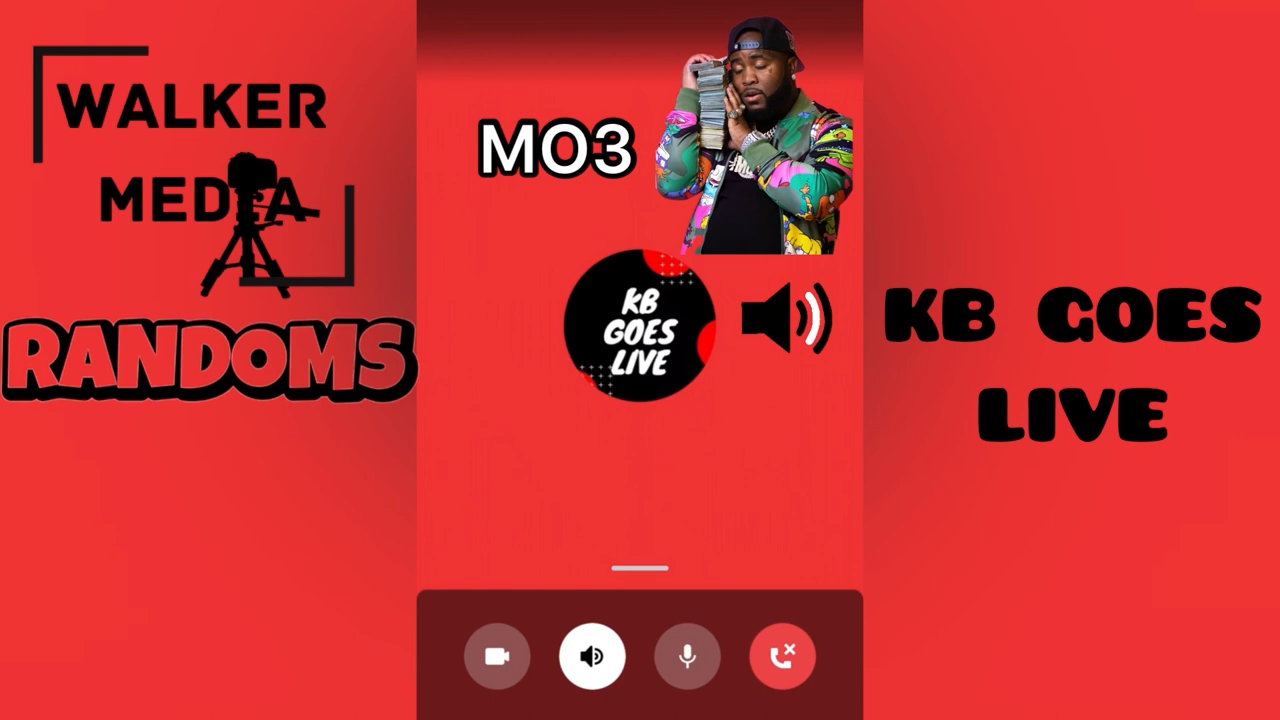 WALKER
MEDIA
RANDOMS
MO3
KB
GOES
LIVE
KB GOES
LIVE